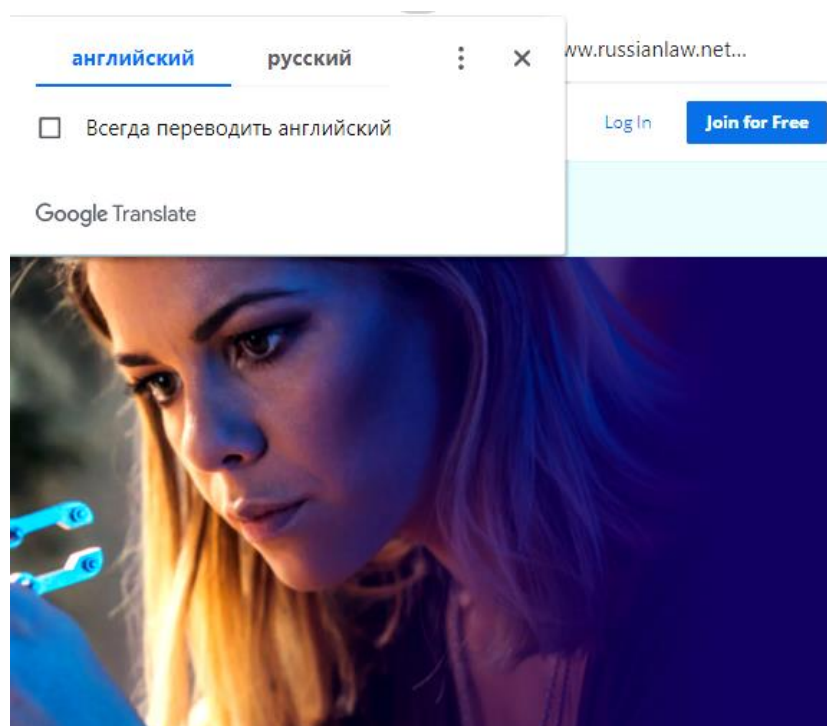 английский русский
ww.russianlaw.net...
Всегда переводить английский
Log In Join for Free
Google Translate